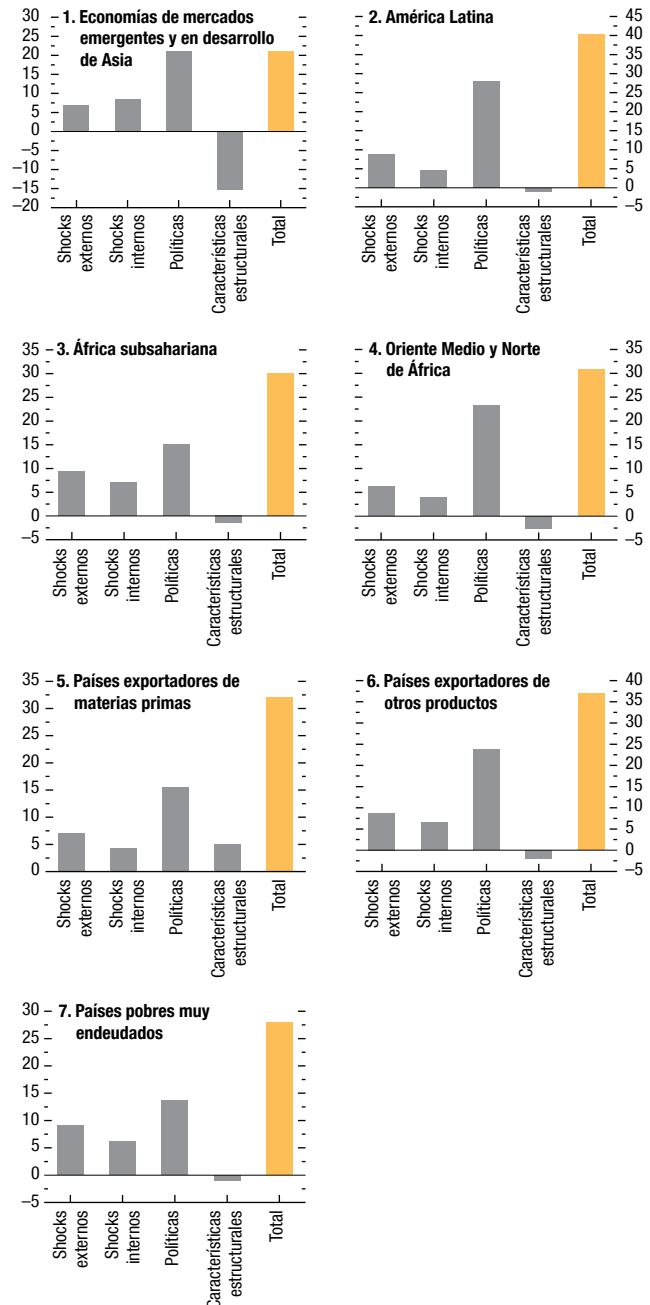 1. Economías de mercados
emergentes y en desarrollo
de Asia
30
25
20
15
10
5
0
–5
–10
–15
–20
Shocks
externos
Shocks
internos
Políticas
Características
estructurales
Total
2. América Latina
45
40
35
30
25
20
15
10
5
0
–5
Shocks
externos
Shocks
internos
Políticas
Características
estructurales
Total
3. África subsahariana
35
30
25
20
15
10
5
0
–5
Shocks
externos
Shocks
internos
Políticas
Características
estructurales
Total
4. Oriente Medio y Norte
de África
35
30
25
20
15
10
5
0
–5
Shocks
externos
Shocks
internos
Políticas
Características
estructurales
Total
5. Países exportadores de
materias primas
35
30
25
20
15
10
5
0
Shocks
externos
Shocks
internos
Políticas
Características
estructurales
Total
6. Países exportadores de
otros productos
40
35
30
25
20
15
10
5
0
–5
Shocks
externos
Shocks
internos
Políticas
Características
estructurales
Total
7. Países pobres muy
endeudados
30
25
20
15
10
5
0
–5
Shocks
externos
Shocks
internos
Políticas
Características
estructurales
Total